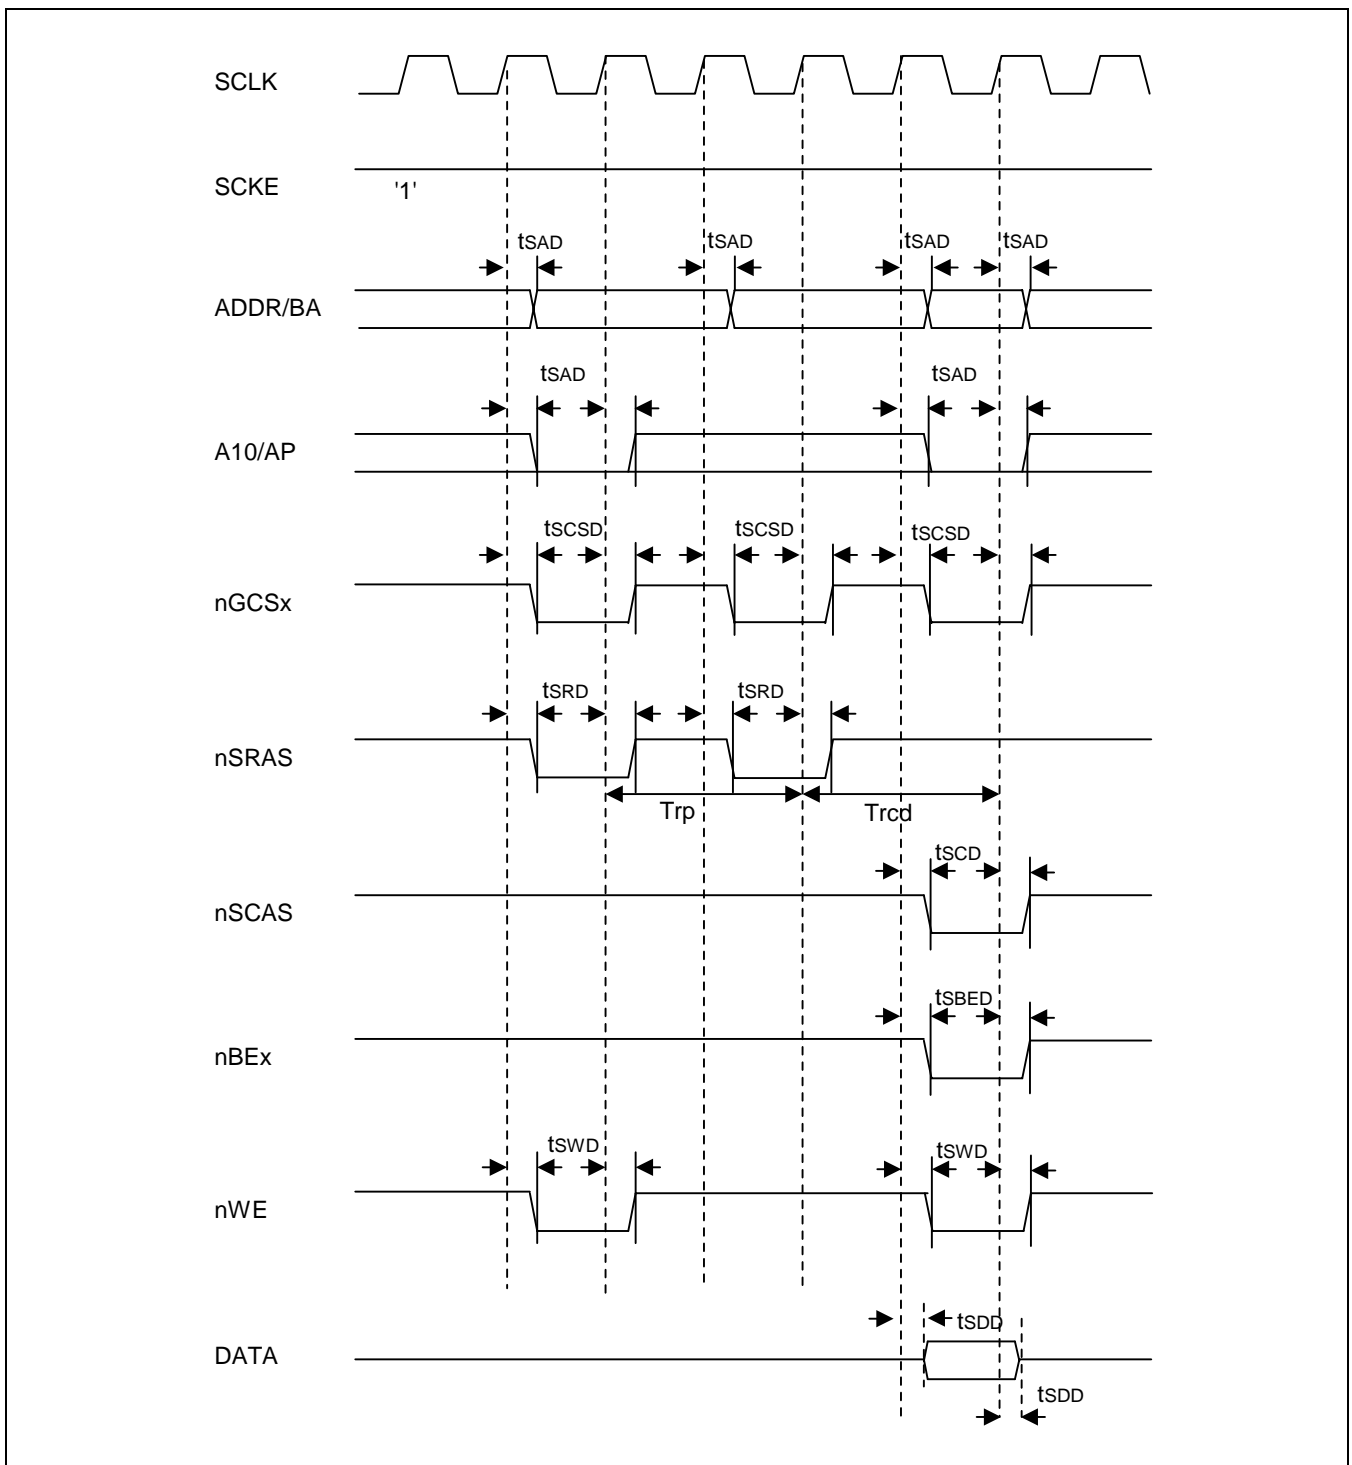 SCLK
SCKE
'1'
tSAD tSAD tSAD tSAD
ADDR/BA
tSAD tSAD
A10/AP
tSCSD tSCSD tSCSD
nGCSx
tSRD tSRD
nSRAS
Trp Trcd
tSCD
nSCAS
tSBED
nBEx
tSWD tSWD
nWE
tSDD
DATA
tSDD